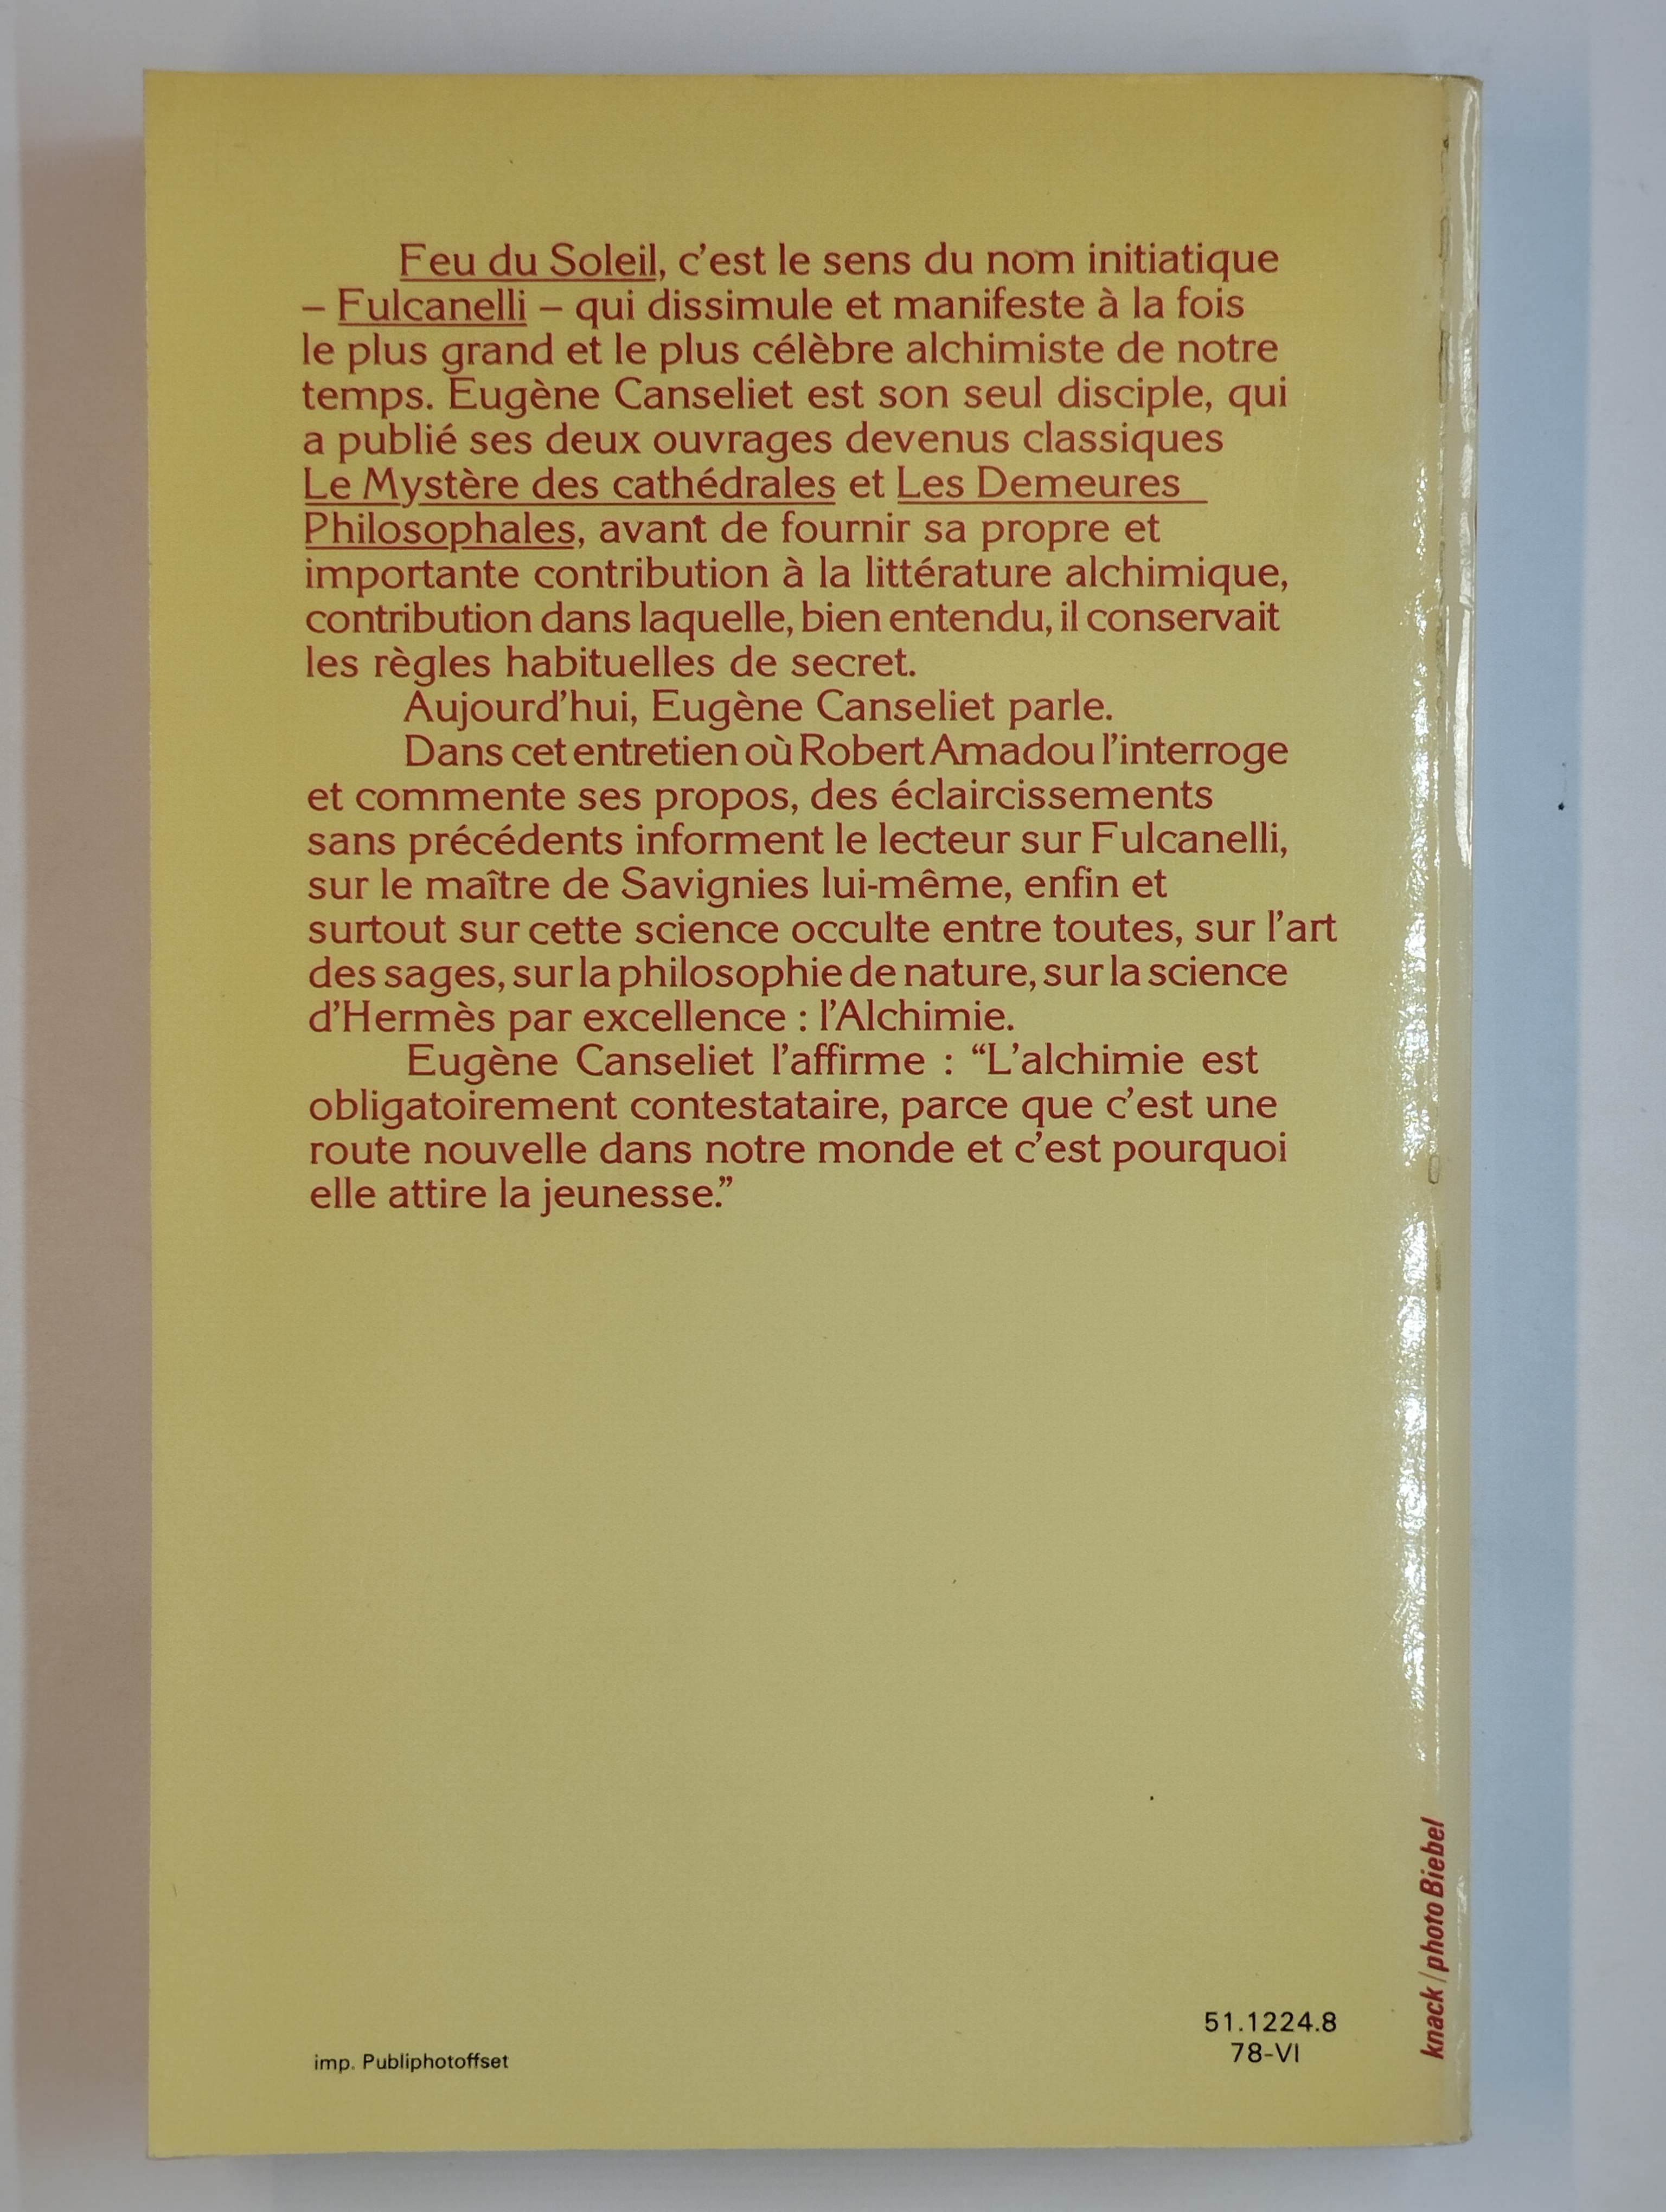 Feu du Soleil, c'est le sens du nom initiatique
– Fulcanelli – qui dissimule et manifeste à la fois
le plus grand et le plus célèbre alchimiste de notre
temps. Eugène Canseliet est son seul disciple, qui
a publié ses deux ouvrages devenus classiques
Le Mystère des cathédrales et Les Demeures
Philosophales, avant de fournir sa propre et
importante contribution à la littérature alchimique,
contribution dans laquelle, bien entendu, il conservait
les règles habituelles de secret.
Aujourd'hui, Eugène Canseliet parle.
Dans cet entretien où Robert Amadou l'interroge
et commente ses propos, des éclaircissements
sans précédents informent le lecteur sur Fulcanelli,
sur le maître de Savignies lui-même, enfin et
surtout sur cette science occulte entre toutes, sur l'art
des sages, sur la philosophie de nature, sur la science
d'Hermès par excellence : l'Alchimie.
Eugène Canseliet l'affirme : “L'alchimie est
obligatoirement contestataire, parce que c'est une
route nouvelle dans notre monde et c'est pourquoi
elle attire la jeunesse.”
knack / photo Biebel
51.1224.8
78-VI
imp. Publiphotoffset